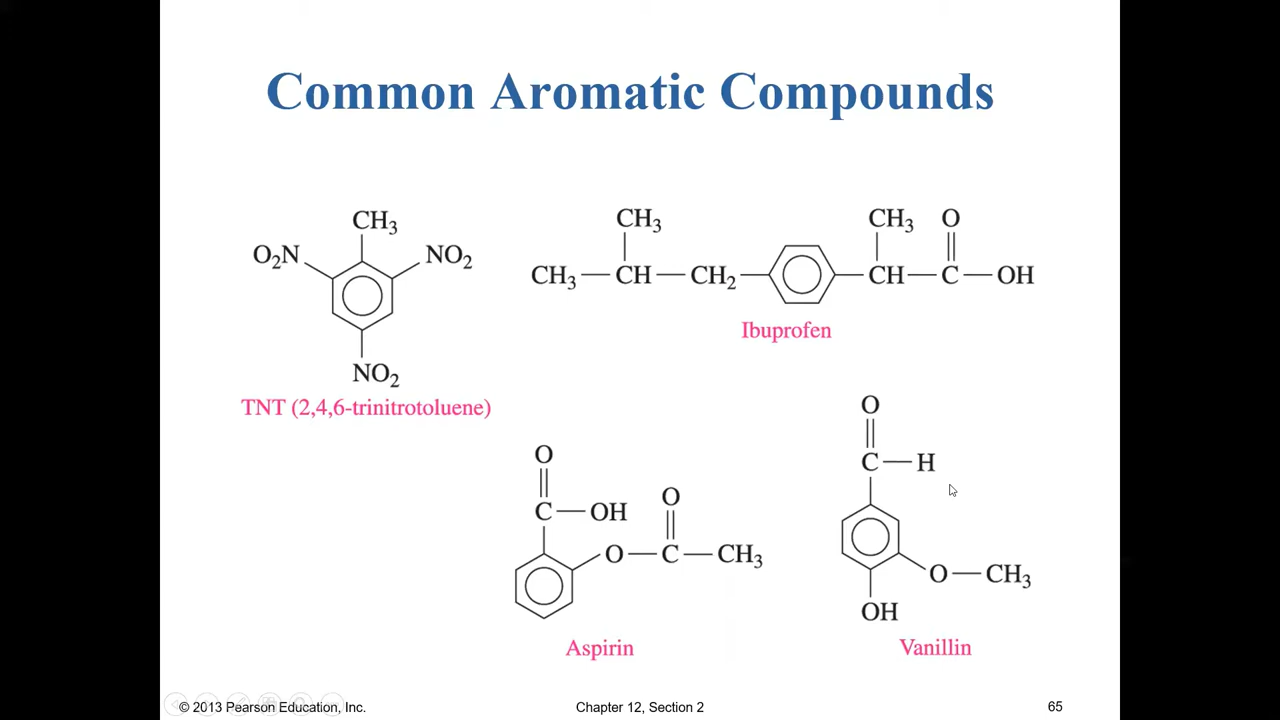 Common Aromatic Compounds
CH₃
O₂N
NO₂
NO₂
TNT (2,4,6-trinitrotoluene)
CH₃
CH₃
O
CH₃—CH—CH₂
CH—C—OH
Ibuprofen
O
C—OH
O
O—C—CH₃
Aspirin
O
C—H
O—CH₃
OH
Vanillin
© 2013 Pearson Education, Inc.
Chapter 12, Section 2
65